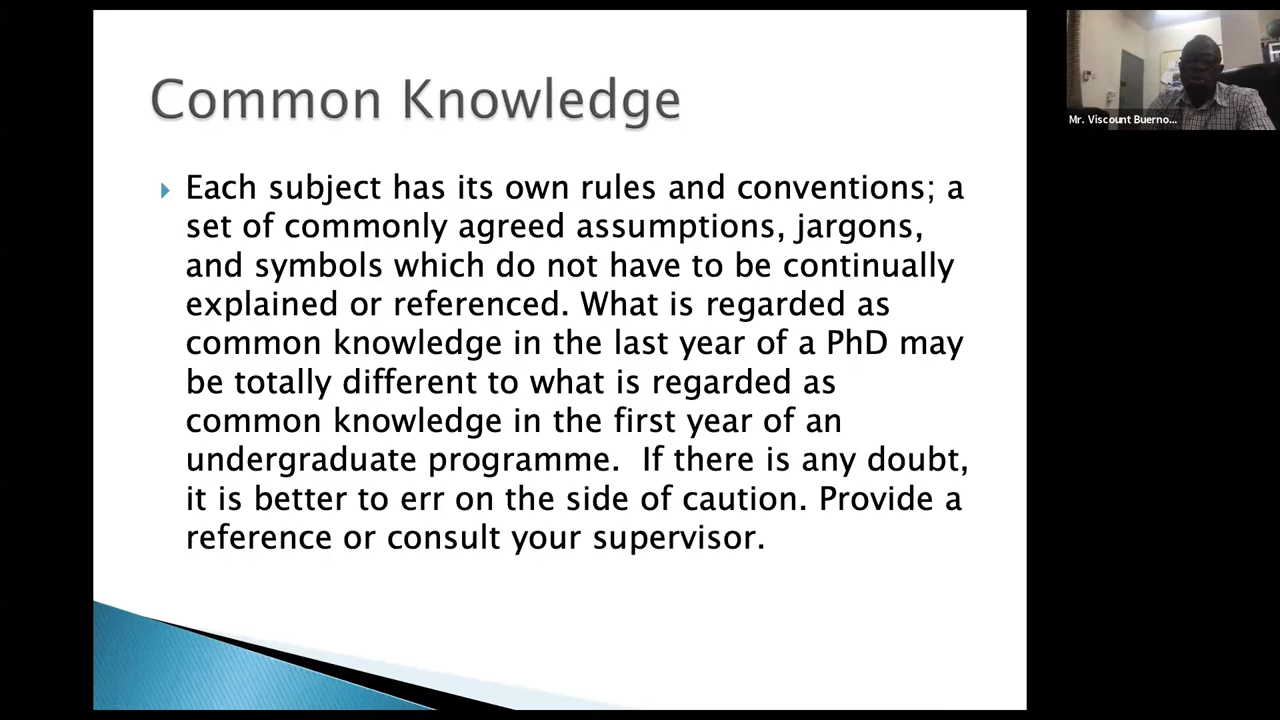 Common Knowledge
Each subject has its own rules and conventions; a
set of commonly agreed assumptions, jargons,
and symbols which do not have to be continually
explained or referenced. What is regarded as
common knowledge in the last year of a PhD may
be totally different to what is regarded as
common knowledge in the first year of an
undergraduate programme.  If there is any doubt,
it is better to err on the side of caution. Provide a
reference or consult your supervisor.
Mr. Viscount Buerno...